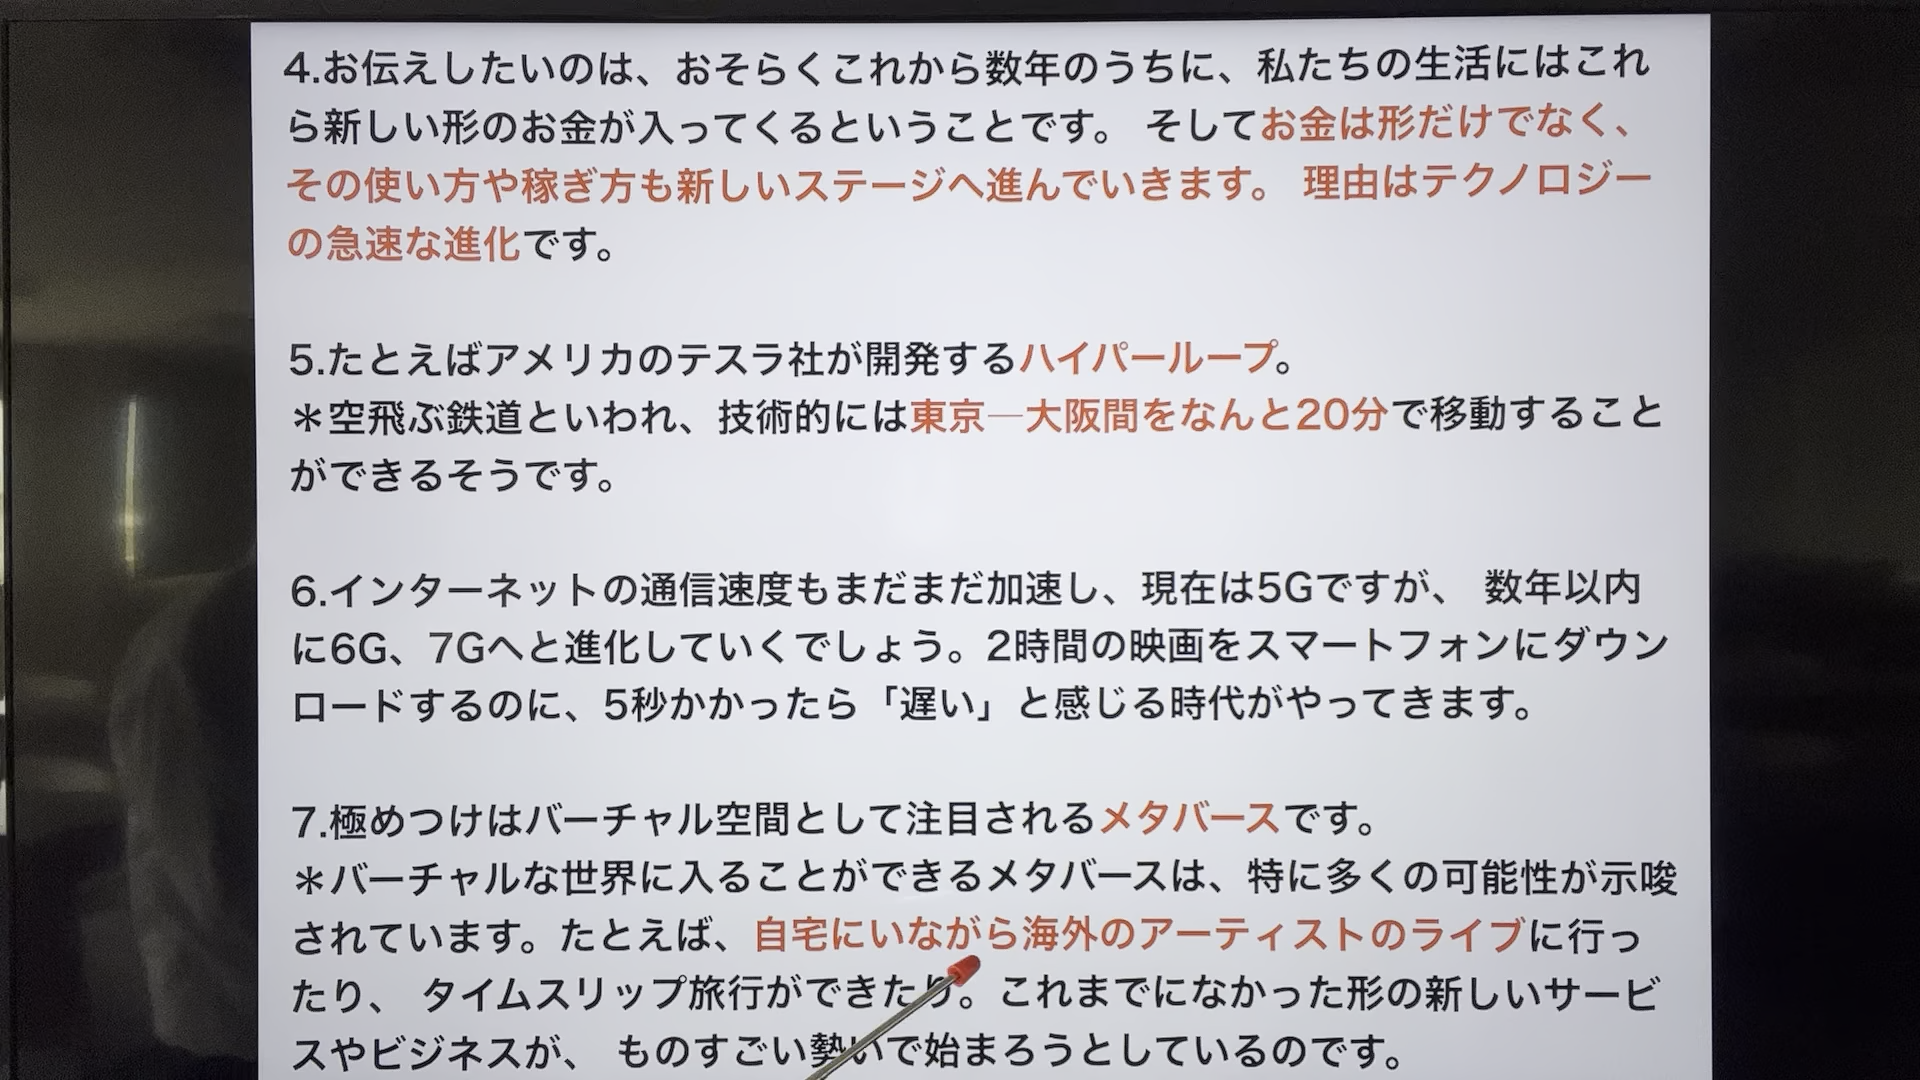 4.お伝えしたいのは、おそらくこれから数年のうちに、私たちの生活にはこれ
ら新しい形のお金が入ってくるということです。 そしてお金は形だけでなく、
その使い方や稼ぎ方も新しいステージへ進んでいきます。 理由はテクノロジー
の急速な進化です。
5.たとえばアメリカのテスラ社が開発するハイパーループ。
＊空飛ぶ鉄道といわれ、技術的には東京―大阪間をなんと20分で移動すること
ができるそうです。
6.インターネットの通信速度もまだまだ加速し、現在は5Gですが、 数年以内
に6G、7Gへと進化していくでしょう。2時間の映画をスマートフォンにダウン
ロードするのに、5秒かかったら「遅い」と感じる時代がやってきます。
7.極めつけはバーチャル空間として注目されるメタバースです。
＊バーチャルな世界に入ることができるメタバースは、特に多くの可能性が示唆
されています。たとえば、自宅にいながら海外のアーティストのライブに行っ
たり、 タイムスリップ旅行ができたり。これまでになかった形の新しいサービ
スやビジネスが、 ものすごい勢いで始まろうとしているのです。